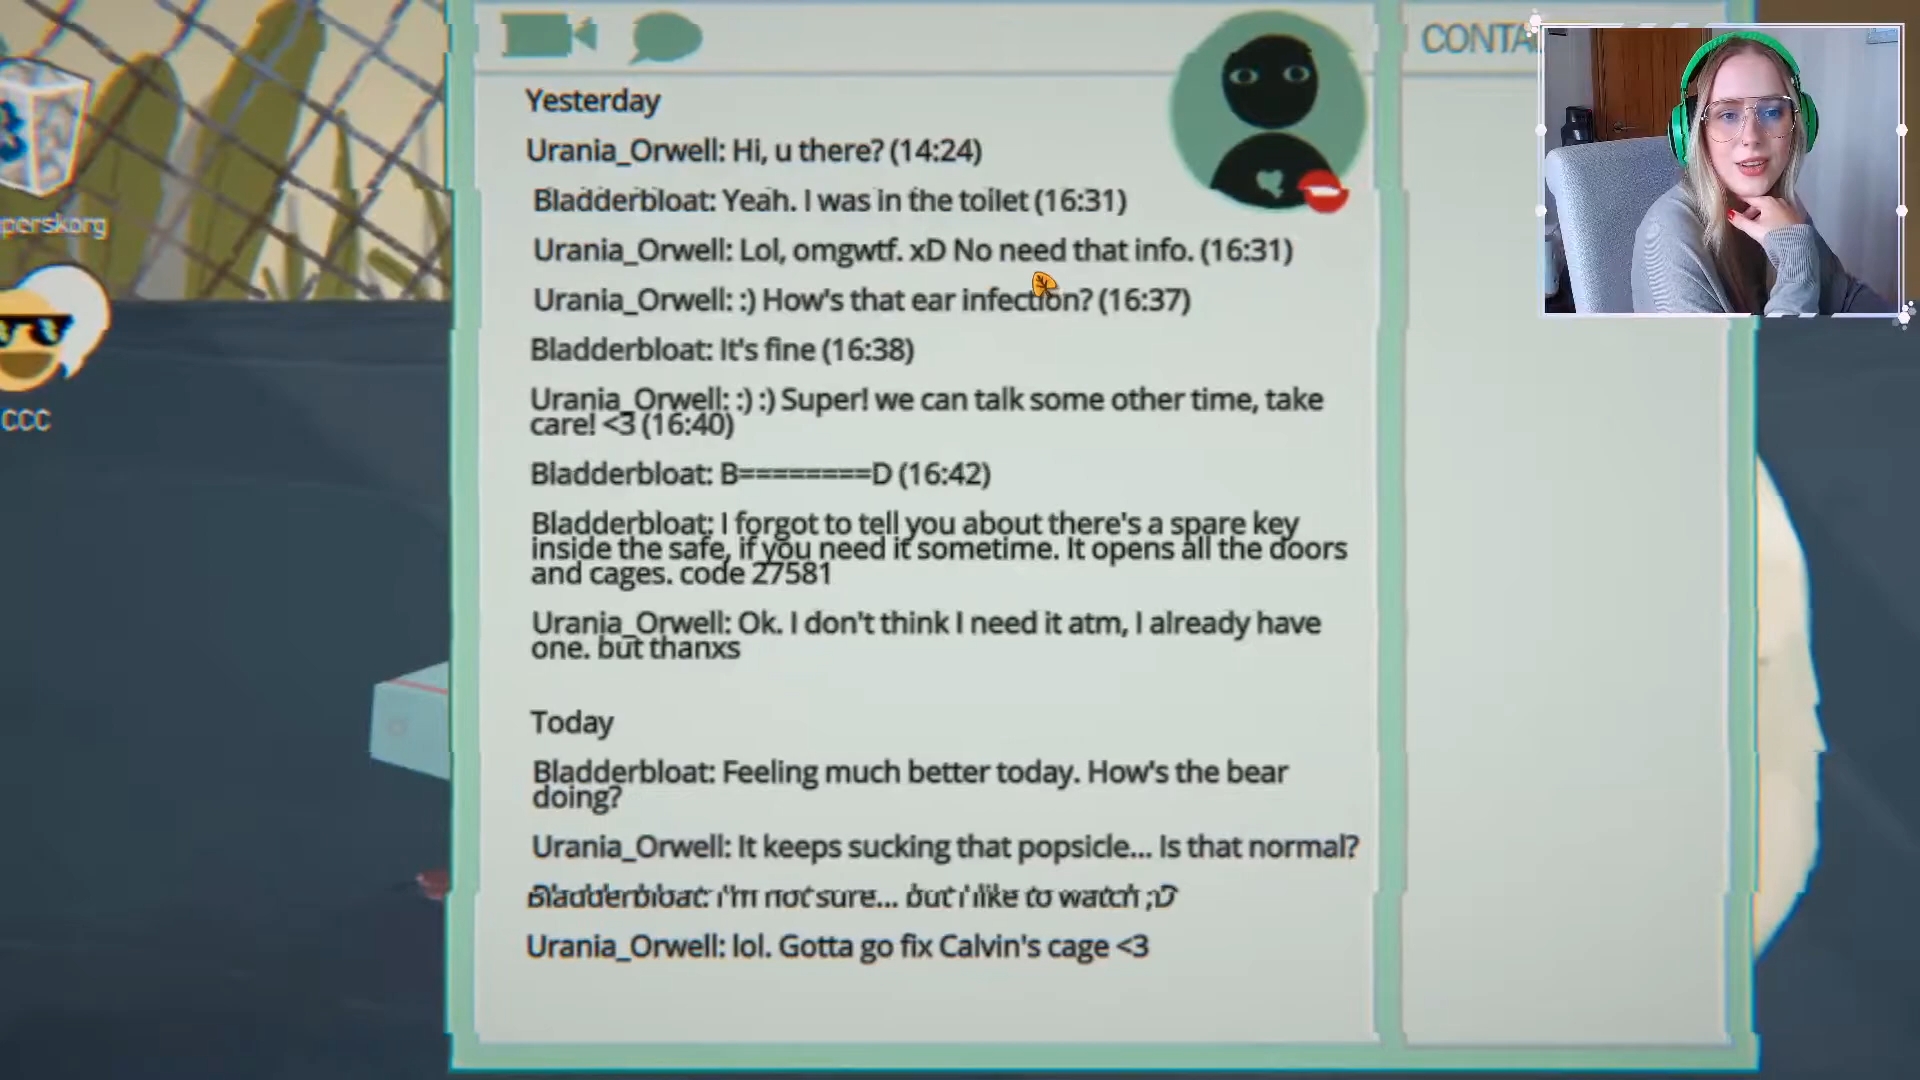 CONTA
Yesterday
Urania_Orwell: Hi, u there? (14:24)
Bladderbloat: Yeah. I was in the toilet (16:31)
Urania_Orwell: Lol, omgwtf. xD No need that info. (16:31)
Urania_Orwell: :) How's that ear infection? (16:37)
Bladderbloat: It's fine (16:38)
Urania_Orwell: :) :) Super! we can talk some other time, take
care! <3 (16:40)
Bladderbloat: B========D (16:42)
Bladderbloat: I forgot to tell you about there's a spare key
inside the safe, if you need it sometime. It opens all the doors
and cages. code 27581
Urania_Orwell: Ok. I don't think I need it atm, I already have
one. but thanxs
Today
Bladderbloat: Feeling much better today. How's the bear
doing?
Urania_Orwell: It keeps sucking that popsicle... Is that normal?
Bladderbloat: i'm not sure... but i like to watch ;D
Urania_Orwell: lol. Gotta go fix Calvin's cage <3
perskorg
CCC